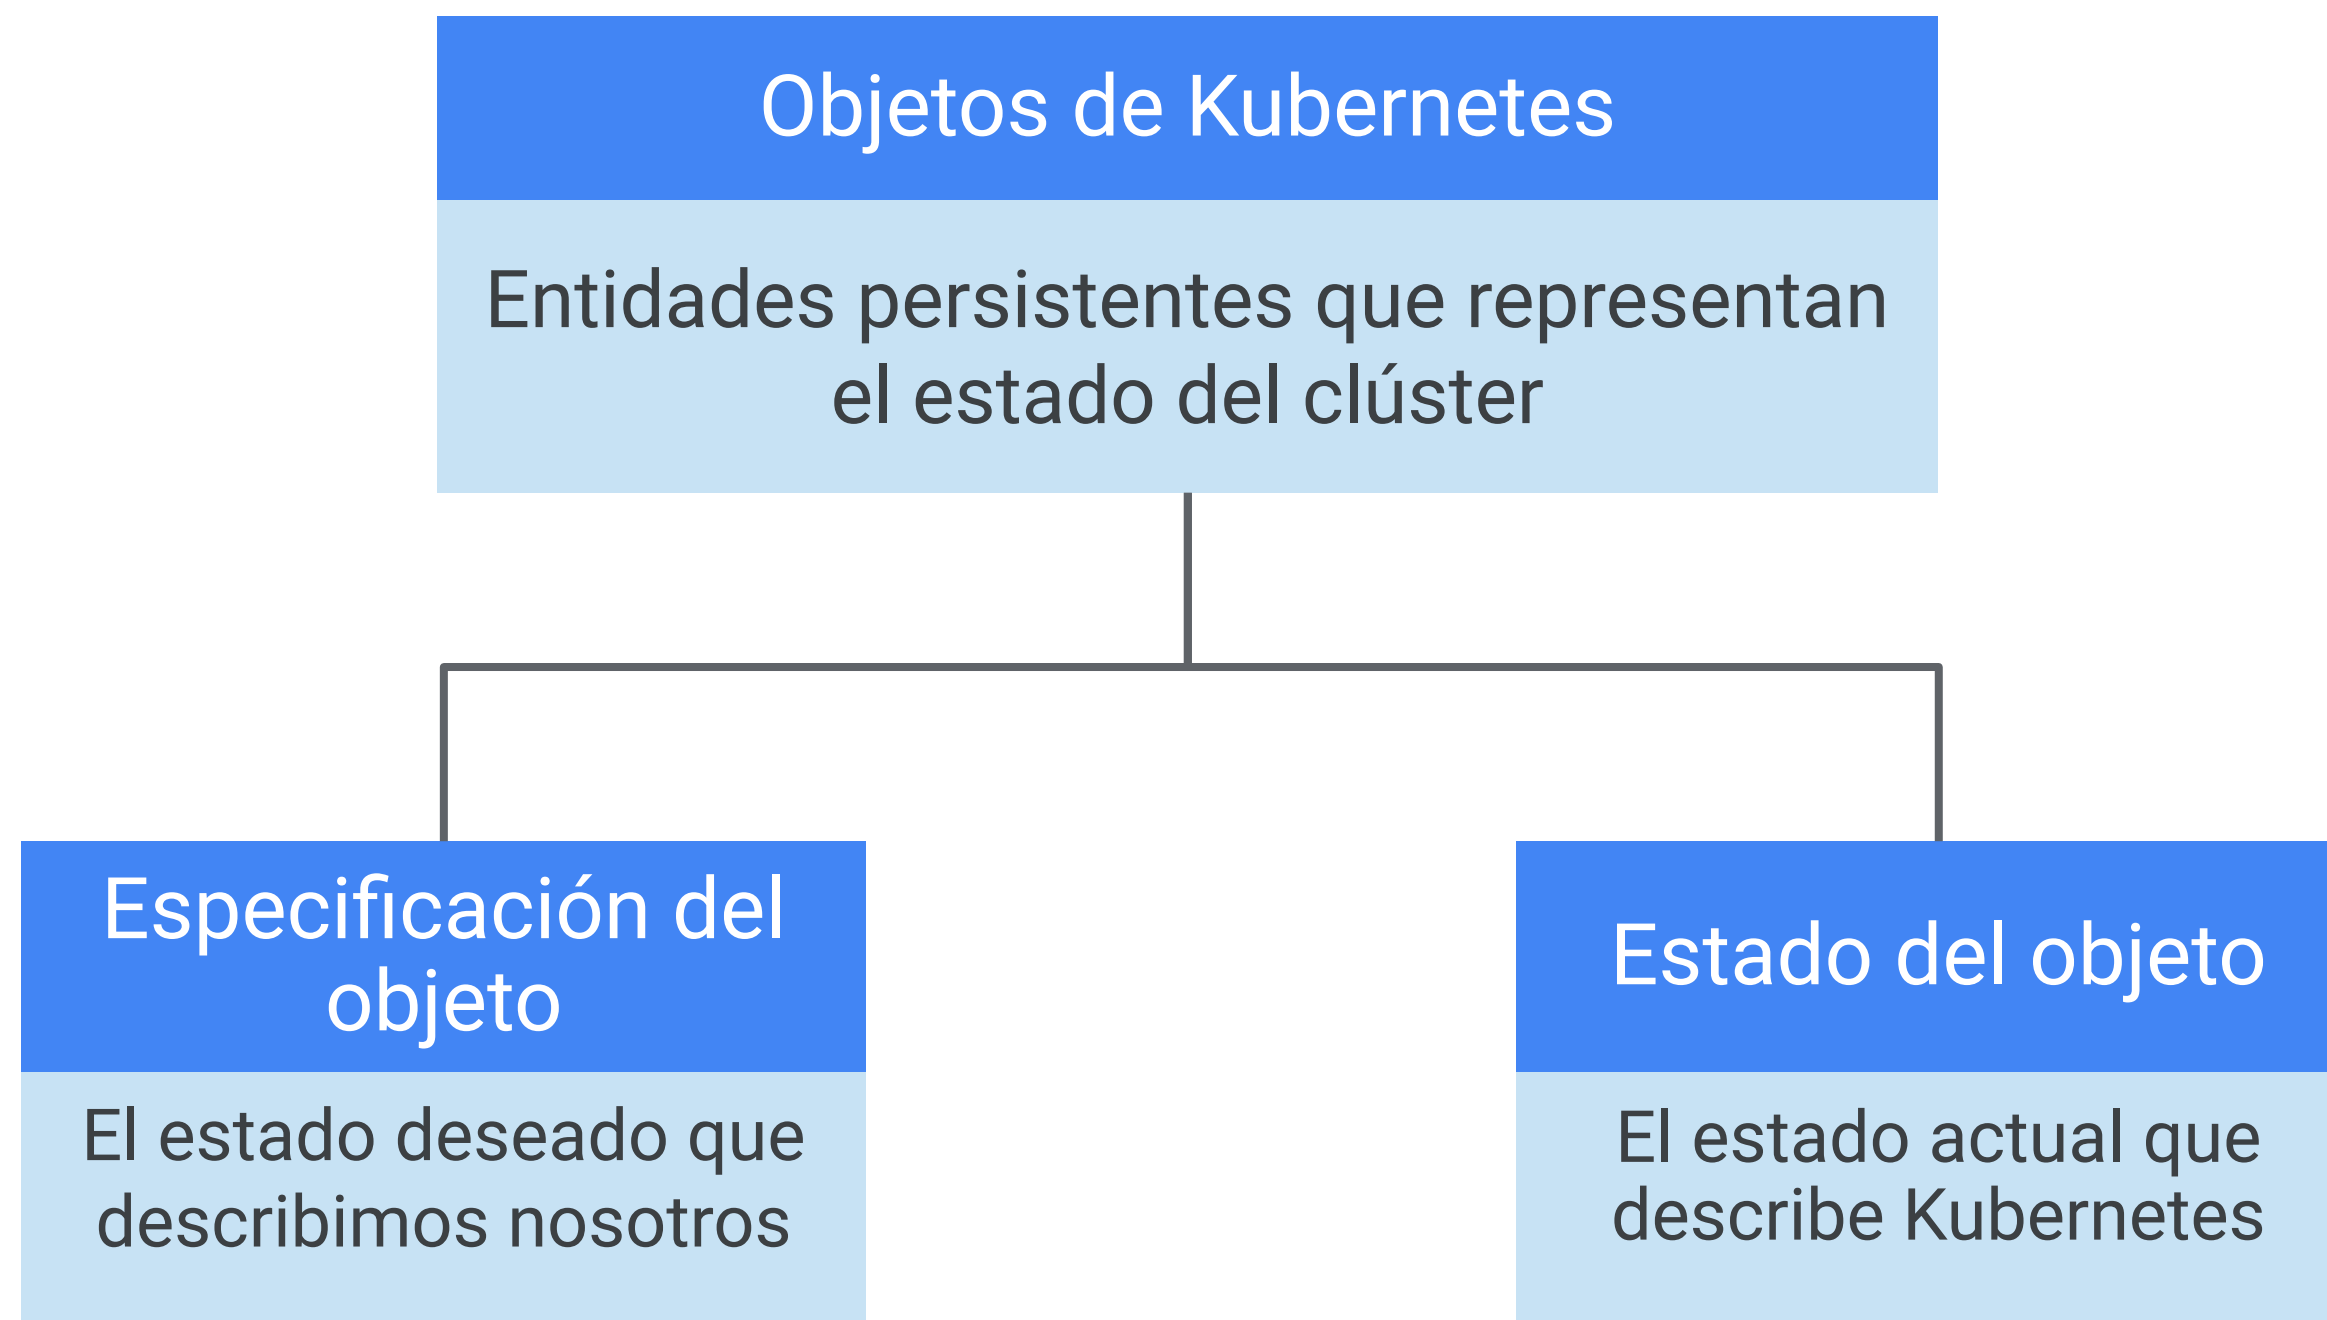 Objetos de Kubernetes
Entidades persistentes que representan
el estado del clúster
Especificación del
objeto
El estado deseado que
describimos nosotros
Estado del objeto
El estado actual que
describe Kubernetes